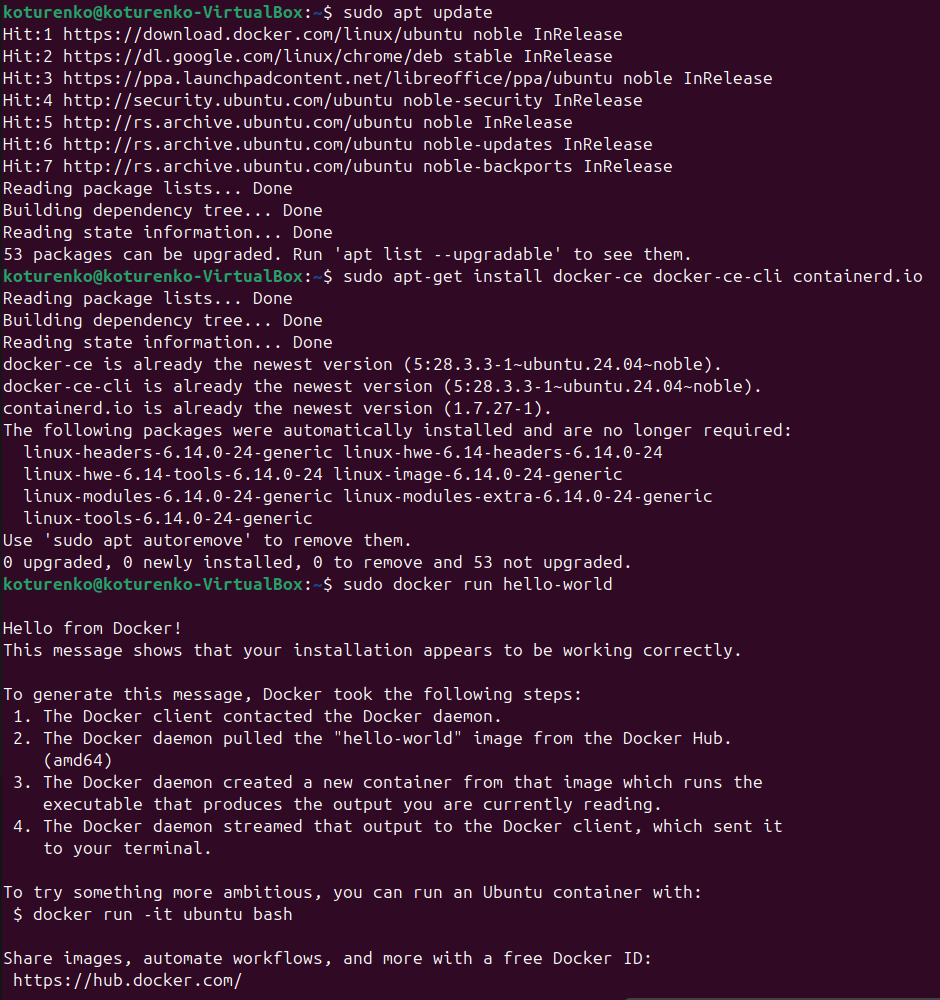 koturenko@koturenko-VirtualBox:~$ sudo apt update
Hit:1 https://download.docker.com/linux/ubuntu noble InRelease
Hit:2 https://dl.google.com/linux/chrome/deb stable InRelease
Hit:3 https://ppa.launchpadcontent.net/libreoffice/ppa/ubuntu noble InRelease
Hit:4 http://security.ubuntu.com/ubuntu noble-security InRelease
Hit:5 http://rs.archive.ubuntu.com/ubuntu noble InRelease
Hit:6 http://rs.archive.ubuntu.com/ubuntu noble-updates InRelease
Hit:7 http://rs.archive.ubuntu.com/ubuntu noble-backports InRelease
Reading package lists... Done
Building dependency tree... Done
Reading state information... Done
53 packages can be upgraded. Run 'apt list --upgradable' to see them.
koturenko@koturenko-VirtualBox:~$ sudo apt-get install docker-ce docker-ce-cli containerd.io
Reading package lists... Done
Building dependency tree... Done
Reading state information... Done
docker-ce is already the newest version (5:28.3.3-1~ubuntu.24.04~noble).
docker-ce-cli is already the newest version (5:28.3.3-1~ubuntu.24.04~noble).
containerd.io is already the newest version (1.7.27-1).
The following packages were automatically installed and are no longer required:
  linux-headers-6.14.0-24-generic linux-hwe-6.14-headers-6.14.0-24
  linux-hwe-6.14-tools-6.14.0-24 linux-image-6.14.0-24-generic
  linux-modules-6.14.0-24-generic linux-modules-extra-6.14.0-24-generic
  linux-tools-6.14.0-24-generic
Use 'sudo apt autoremove' to remove them.
0 upgraded, 0 newly installed, 0 to remove and 53 not upgraded.
koturenko@koturenko-VirtualBox:~$ sudo docker run hello-world

Hello from Docker!
This message shows that your installation appears to be working correctly.

To generate this message, Docker took the following steps:
 1. The Docker client contacted the Docker daemon.
 2. The Docker daemon pulled the "hello-world" image from the Docker Hub.
    (amd64)
 3. The Docker daemon created a new container from that image which runs the
    executable that produces the output you are currently reading.
 4. The Docker daemon streamed that output to the Docker client, which sent it
    to your terminal.

To try something more ambitious, you can run an Ubuntu container with:
 $ docker run -it ubuntu bash

Share images, automate workflows, and more with a free Docker ID:
 https://hub.docker.com/